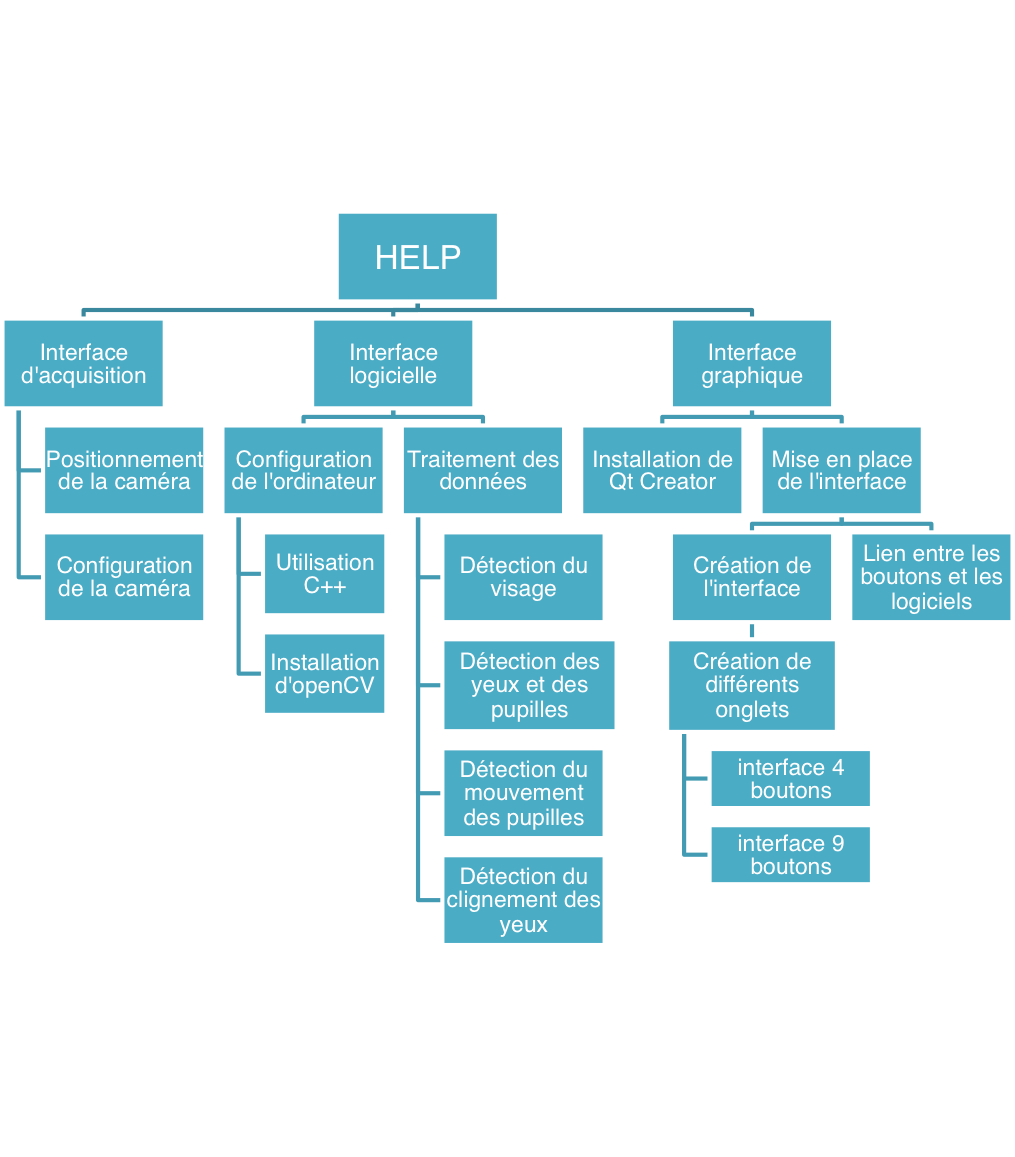 HELP
Interface
d'acquisition
Interface
logicielle
Interface
graphique
Positionnement
de la caméra
Configuration
de l'ordinateur
Traitement des
données
Installation de
Qt Creator
Mise en place
de l'interface
Configuration
de la caméra
Utilisation
C++
Détection du
visage
Création de
l'interface
Lien entre les
boutons et les
logiciels
Installation
d'openCV
Détection des
yeux et des
pupilles
Création de
différents
onglets
Détection du
mouvement
des pupilles
interface 4
boutons
interface 9
boutons
Détection du
clignement des
yeux